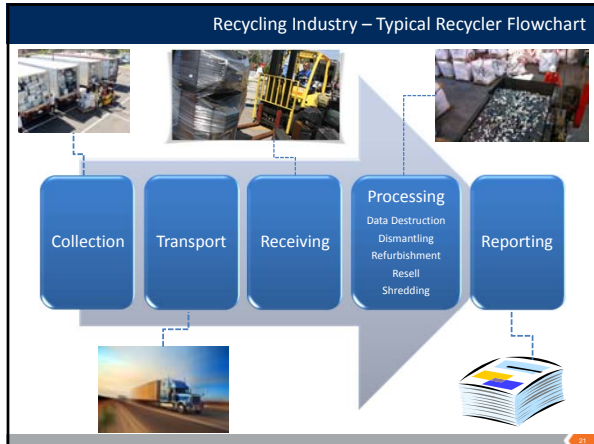 Recycling Industry – Typical Recycler Flowchart
Collection
Transport
Receiving
Processing
Data Destruction
Dismantling
Refurbishment
Resell
Shredding
Reporting
21